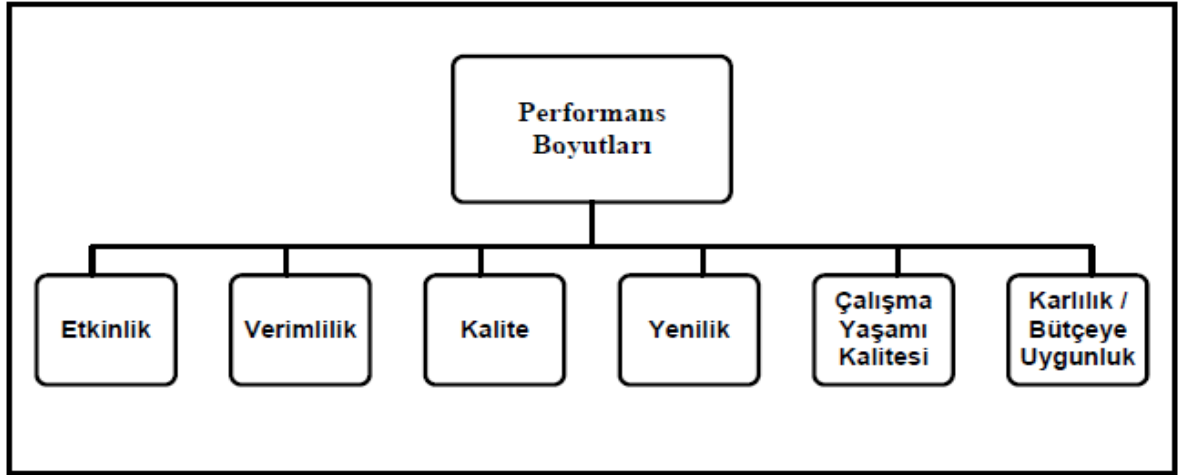 Performans
Boyutları
Etkinlik
Verimlilik
Kalite
Yenilik
Çalışma
Yaşamı
Kalitesi
Karlılık /
Bütçeye
Uygunluk